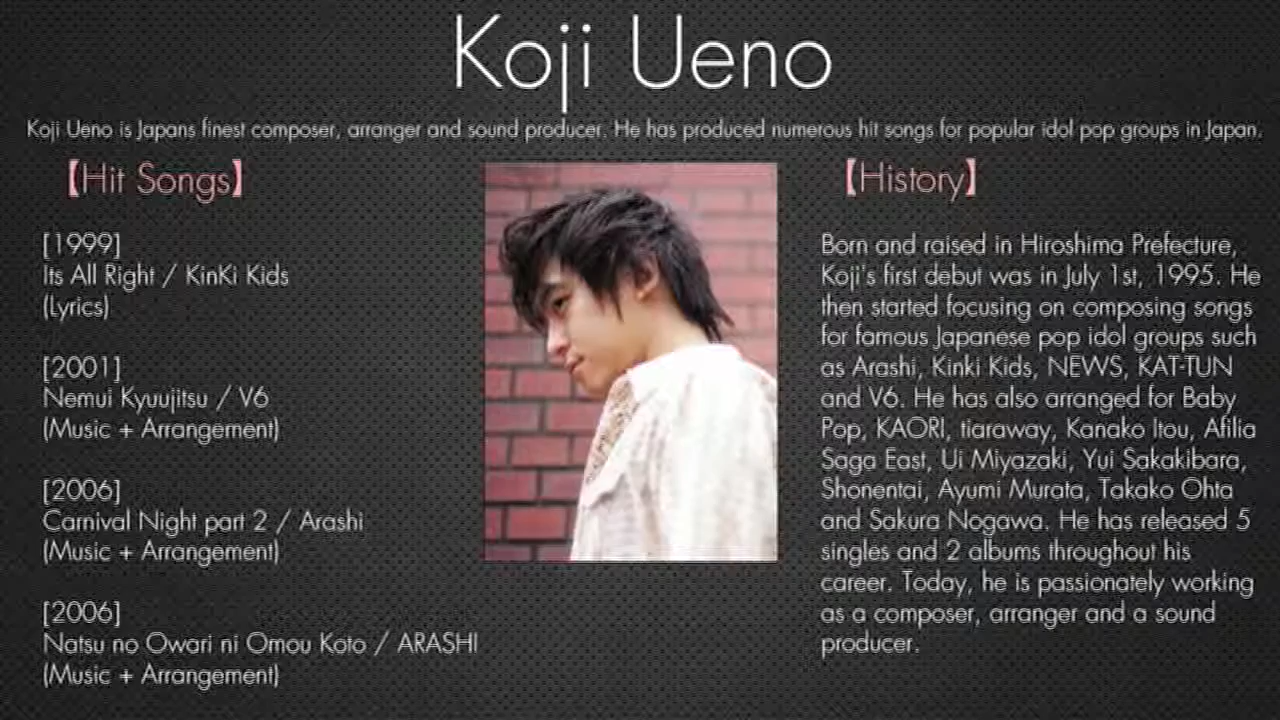 Koji Ueno
Koji Ueno is Japans finest composer, arranger and sound producer. He has produced numerous hit songs for popular idol pop groups in Japan.
【Hit Songs】
[1999]
Its All Right / KinKi Kids
(Lyrics)
[2001]
Nemui Kyuujitsu / V6
(Music + Arrangement)
[2006]
Carnival Night part 2 / Arashi
(Music + Arrangement)
[2006]
Natsu no Owari ni Omou Koto / ARASHI
(Music + Arrangement)
【History】
Born and raised in Hiroshima Prefecture,
Koji's first debut was in July 1st, 1995. He
then started focusing on composing songs
for famous Japanese pop idol groups such
as Arashi, Kinki Kids, NEWS, KAT-TUN
and V6. He has also arranged for Baby
Pop, KAORI, tiaraway, Kanako Itou, Afilia
Saga East, Ui Miyazaki, Yui Sakakibara,
Shonentai, Ayumi Murata, Takako Ohta
and Sakura Nogawa. He has released 5
singles and 2 albums throughout his
career. Today, he is passionately working
as a composer, arranger and a sound
producer.